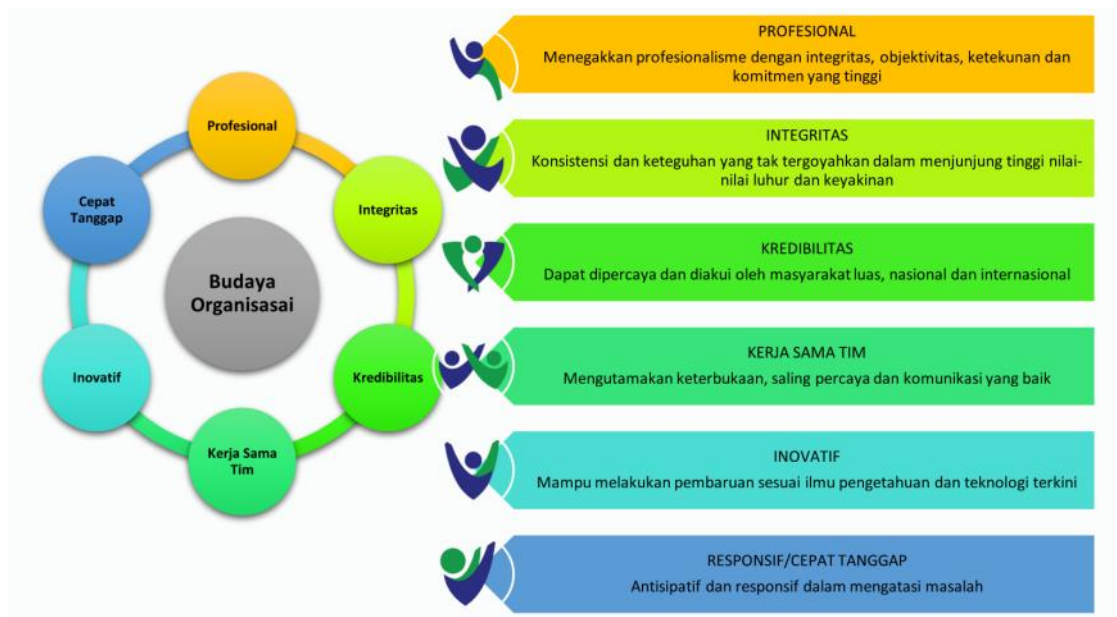 Profesional
Integritas
Kredibilitas
Kerja Sama
Tim
Inovatif
Cepat
Tanggap
Budaya
Organisasai
PROFESIONAL
Menegakkan profesionalisme dengan integritas, objektivitas, ketekunan dan
komitmen yang tinggi
INTEGRITAS
Konsistensi dan keteguhan yang tak tergoyahkan dalam menjunjung tinggi nilai-
nilai luhur dan keyakinan
KREDIBILITAS
Dapat dipercaya dan diakui oleh masyarakat luas, nasional dan internasional
KERJA SAMA TIM
Mengutamakan keterbukaan, saling percaya dan komunikasi yang baik
INOVATIF
Mampu melakukan pembaruan sesuai ilmu pengetahuan dan teknologi terkini
RESPONSIF/CEPAT TANGGAP
Antisipatif dan responsif dalam mengatasi masalah